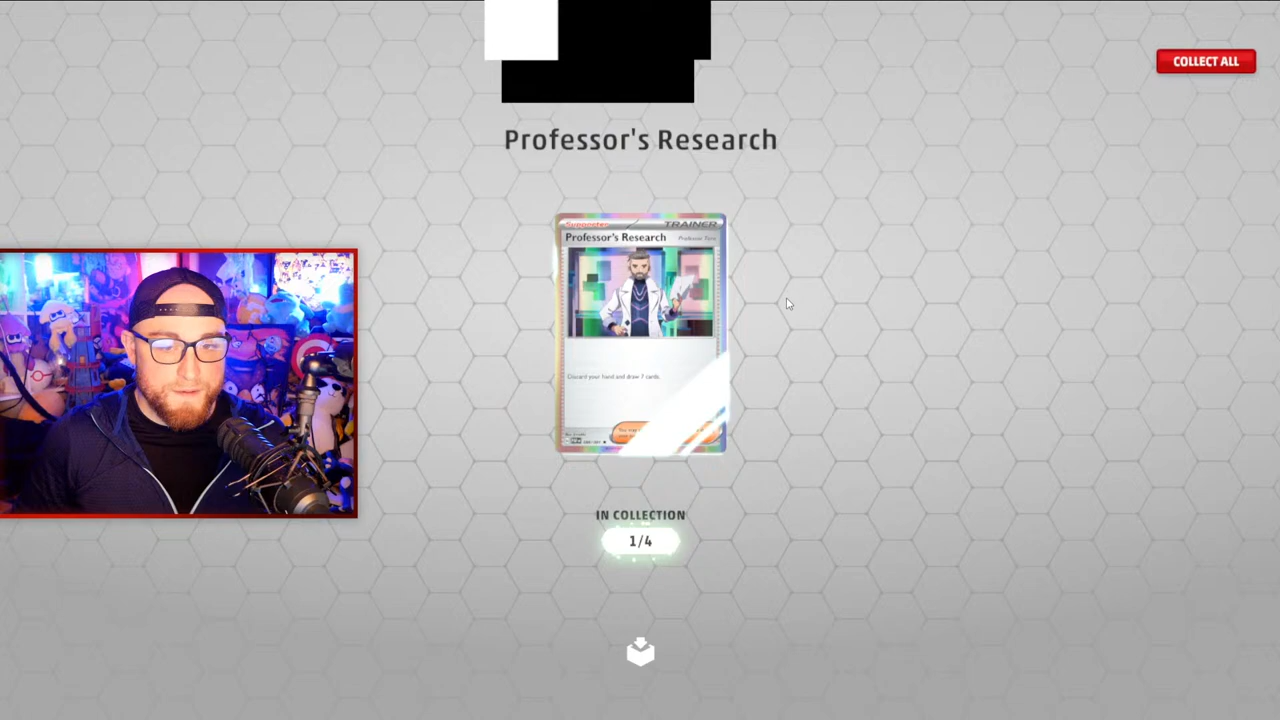 COLLECT ALL
Professor's Research
Supporter TRAINER
Professor's Research
Discard your hand and draw 7 cards.
IN COLLECTION
1/4